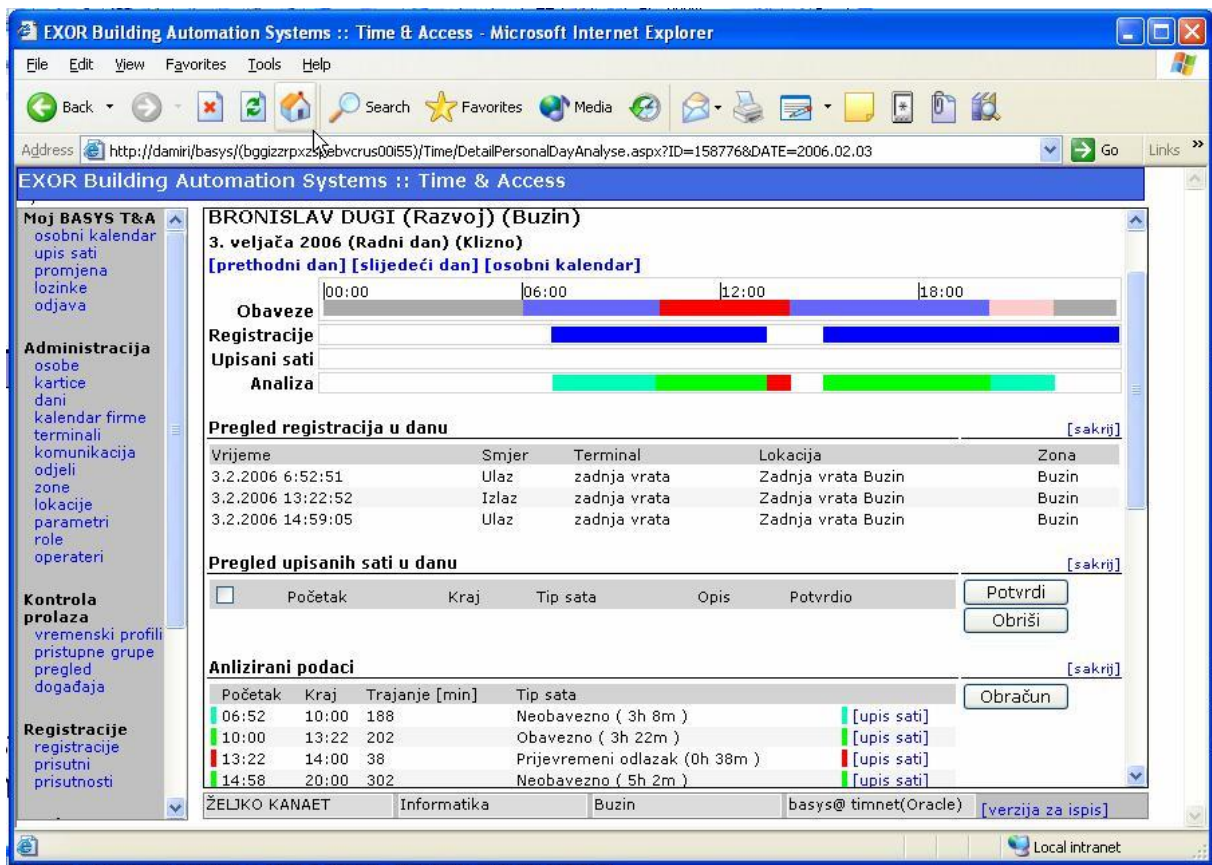 EXOR Building Automation Systems :: Time & Access - Microsoft Internet Explorer
File Edit View Favorites Tools Help
Back Search Favorites Media
Address http://damiri/basys/ /Time/DetailPersonalDayAnalyse.aspx?ID=158776&DATE=2006.02.03 Go Links »
EXOR Building Automation Systems :: Time & Access
Moj BASYS T&A
osobni kalendar
upis sati
promjena
lozinke
odjava
Administracija
osobe
kartice
dani
kalendar firme
terminali
komunikacija
odjeli
zone
lokacije
parametri
role
operateri
Kontrola
prolaza
vremenski profili
pristupne grupe
pregled
događaja
Registracije
registracije
prisutni
prisutnosti
BRONISLAV DUGI (Razvoj) (Buzin)
3. veljača 2006 (Radni dan) (Klizno)
[prethodni dan] [slijedeći dan] [osobni kalendar]
00:00 06:00 12:00 18:00
Obaveze
Registracije
Upisani sati
Analiza
Pregled registracija u danu [sakrij]
Vrijeme Smjer Terminal Lokacija Zona
3.2.2006 6:52:51 Ulaz zadnja vrata Zadnja vrata Buzin Buzin
3.2.2006 13:22:52 Izlaz zadnja vrata Zadnja vrata Buzin Buzin
3.2.2006 14:59:05 Ulaz zadnja vrata Zadnja vrata Buzin Buzin
Pregled upisanih sati u danu [sakrij]
Početak Kraj Tip sata Opis Potvrdio Potvrdi
Obriši
Anlizirani podaci [sakrij]
Početak Kraj Trajanje [min] Tip sata Obračun
06:52 10:00 188 Neobavezno ( 3h 8m ) [upis sati]
10:00 13:22 202 Obavezno ( 3h 22m ) [upis sati]
13:22 14:00 38 Prijevremeni odlazak (0h 38m ) [upis sati]
14:58 20:00 302 Neobavezno ( 5h 2m ) [upis sati]
ŽELJKO KANAET Informatika Buzin basys@ timnet(Oracle) [verzija za ispis]
Local intranet